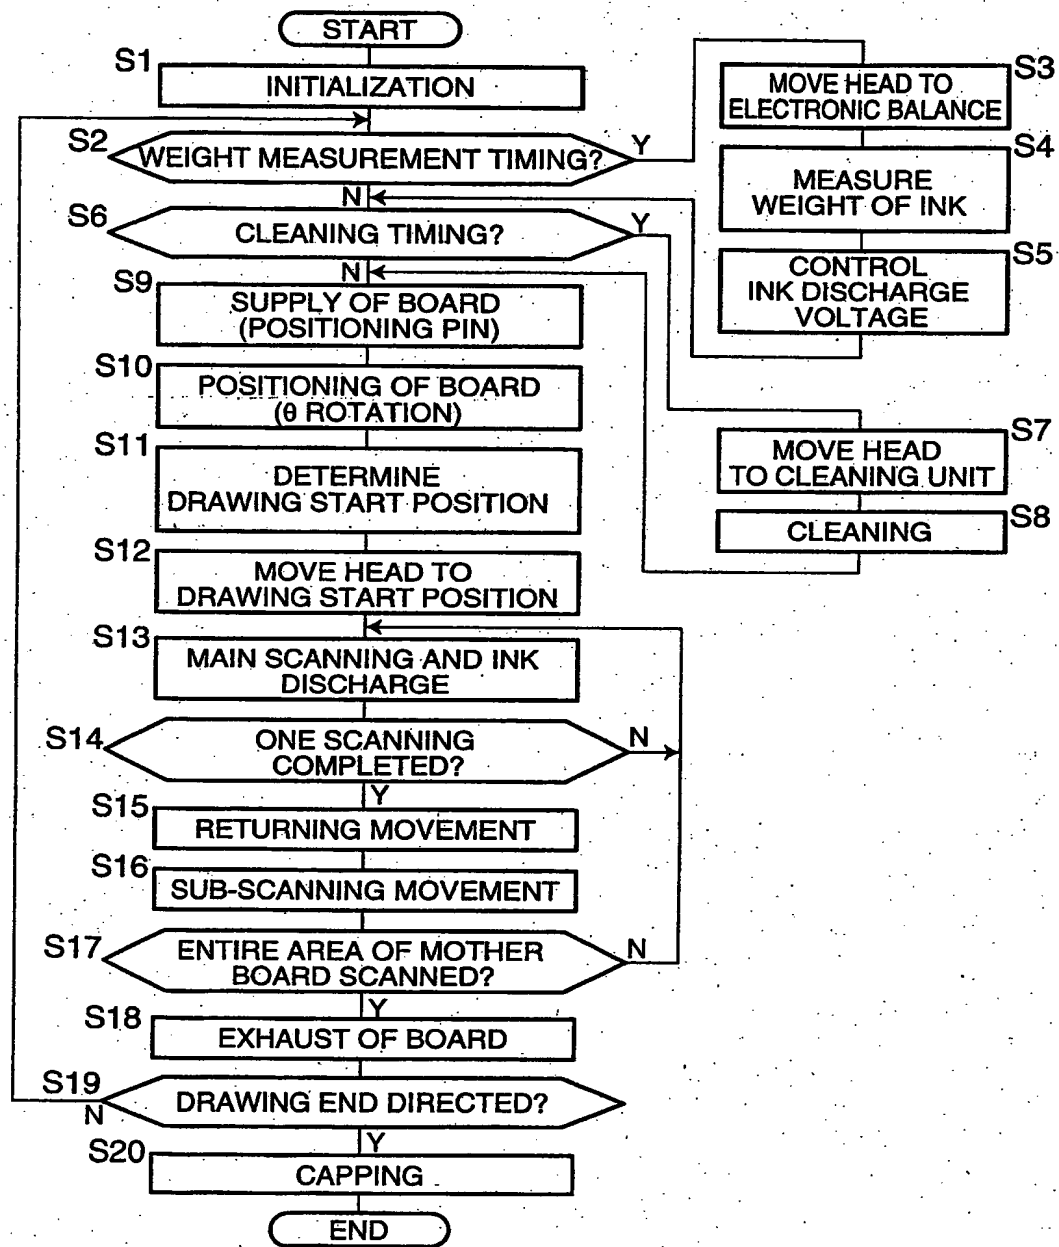 START
S1
INITIALIZATION
S2
WEIGHT MEASUREMENT TIMING?
Y
N
S3
MOVE HEAD TO
ELECTRONIC BALANCE
S4
MEASURE
WEIGHT OF INK
S5
CONTROL
INK DISCHARGE
VOLTAGE
S6
CLEANING TIMING?
Y
N
S7
MOVE HEAD
TO CLEANING UNIT
S8
CLEANING
S9
SUPPLY OF BOARD
(POSITIONING PIN)
S10
POSITIONING OF BOARD
(θ ROTATION)
S11
DETERMINE
DRAWING START POSITION
S12
MOVE HEAD TO
DRAWING START POSITION
S13
MAIN SCANNING AND INK
DISCHARGE
S14
ONE SCANNING
COMPLETED?
N
Y
S15
RETURNING MOVEMENT
S16
SUB-SCANNING MOVEMENT
S17
ENTIRE AREA OF MOTHER
BOARD SCANNED?
N
Y
S18
EXHAUST OF BOARD
S19
DRAWING END DIRECTED?
N
Y
S20
CAPPING
END